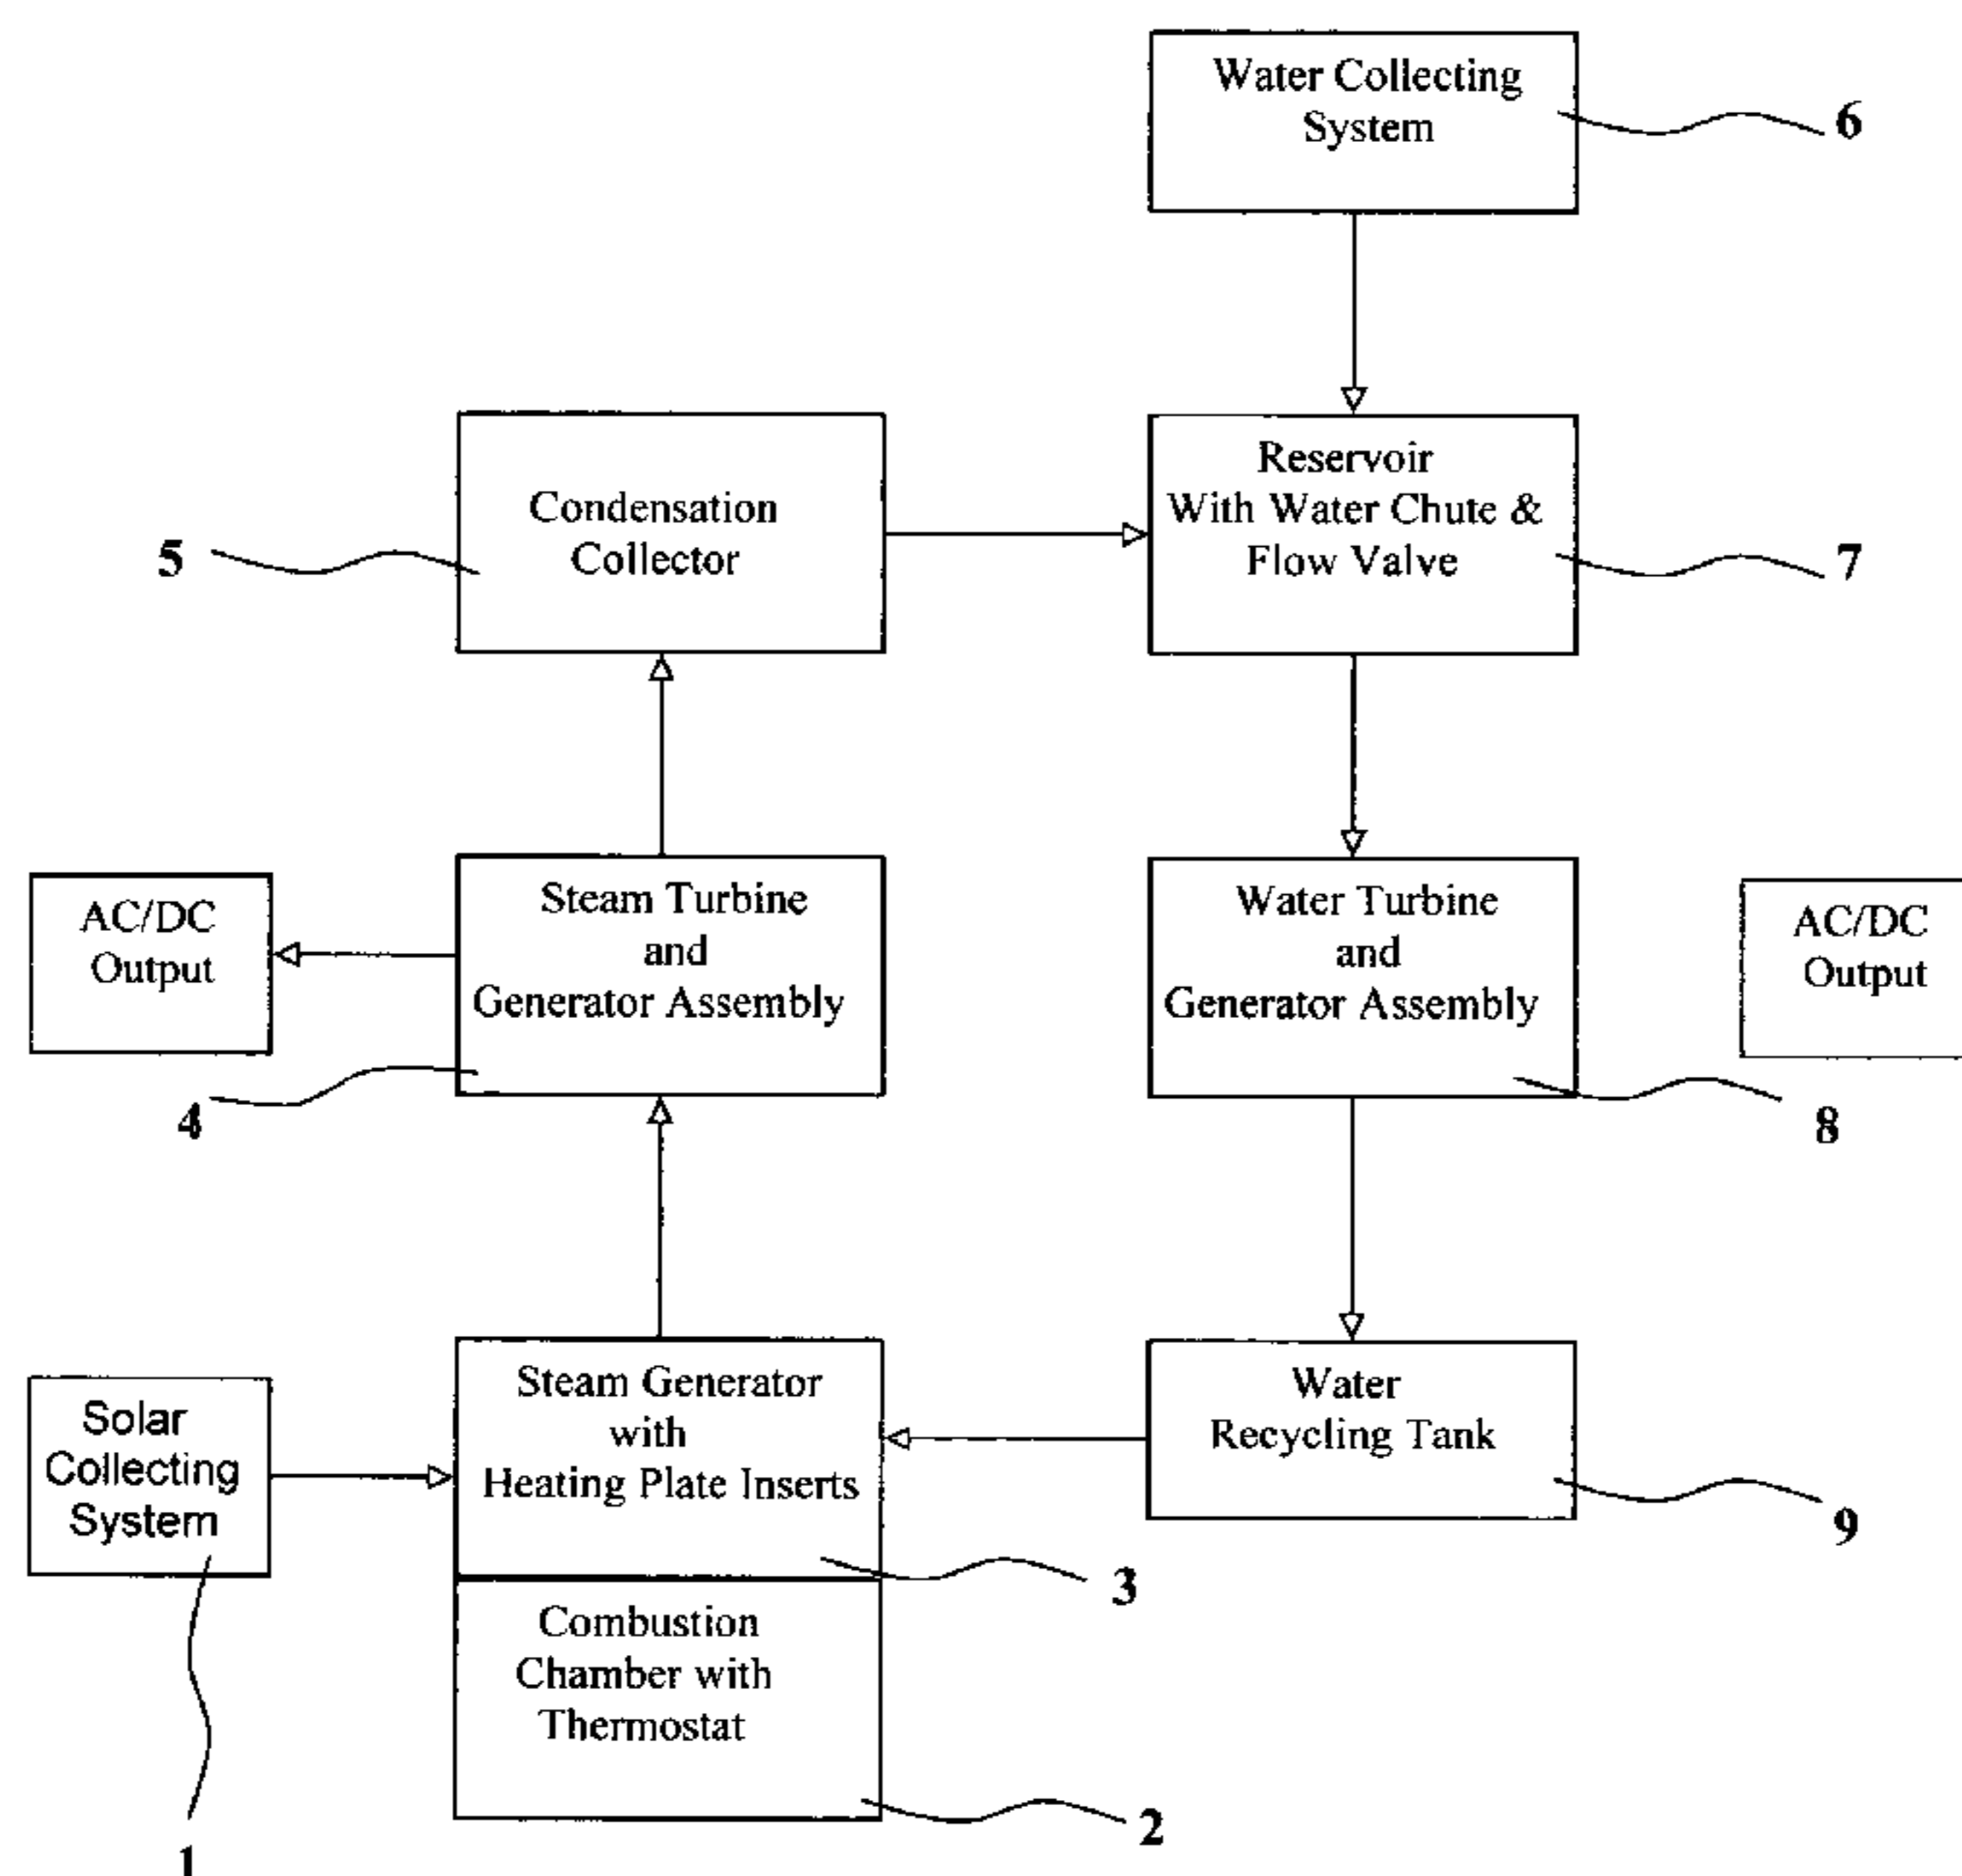 Water Collecting
System
6
Condensation
Collector
5
Reservoir
With Water Chute &
Flow Valve
7
AC/DC
Output
Steam Turbine
and
Generator Assembly
4
Water Turbine
and
Generator Assembly
8
AC/DC
Output
Solar
Collecting
System
1
Steam Generator
with
Heating Plate Inserts
3
Water
Recycling Tank
9
Combustion
Chamber with
Thermostat
2